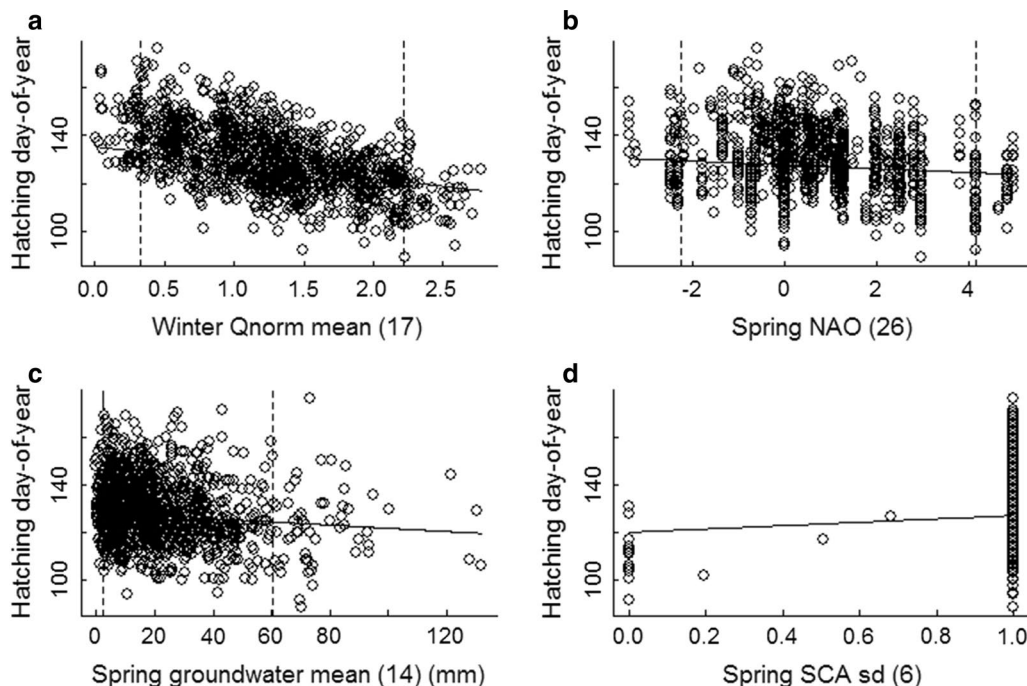 a
Hatching day-of-year
140
100
0.0 0.5 1.0 1.5 2.0 2.5
Winter Qnorm mean (17)
b
Hatching day-of-year
140
100
-2 0 2 4
Spring NAO (26)
c
Hatching day-of-year
140
100
0 20 40 60 80 120
Spring groundwater mean (14) (mm)
d
Hatching day-of-year
140
100
0.0 0.2 0.4 0.6 0.8 1.0
Spring SCA sd (6)